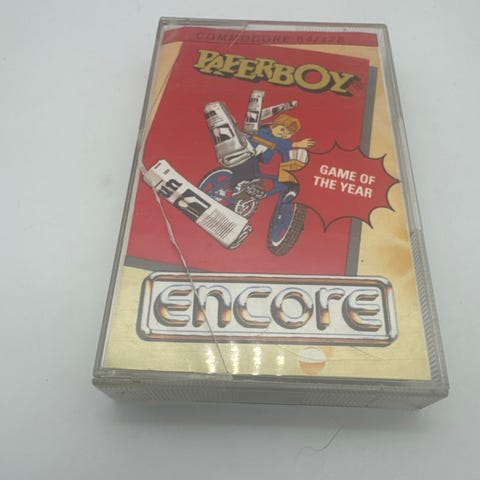 COMMODORE 64/128
PAPERBOY
GAME OF
THE YEAR
encore